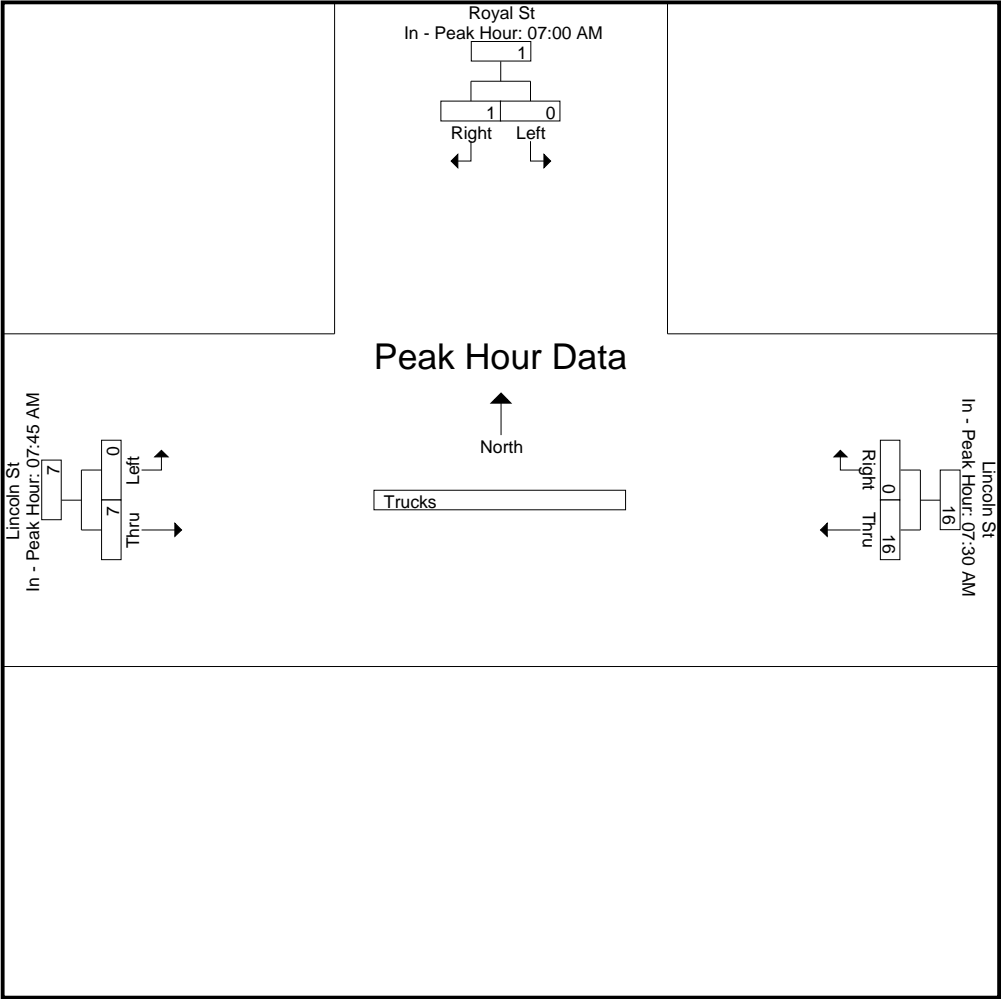 Royal St
In - Peak Hour: 07:00 AM
1
1 0
Right Left
Peak Hour Data
North
Trucks
Lincoln St
In - Peak Hour: 07:45 AM
7
0 7
Left Thru
Lincoln St
In - Peak Hour: 07:30 AM
16
0 16
Right Thru